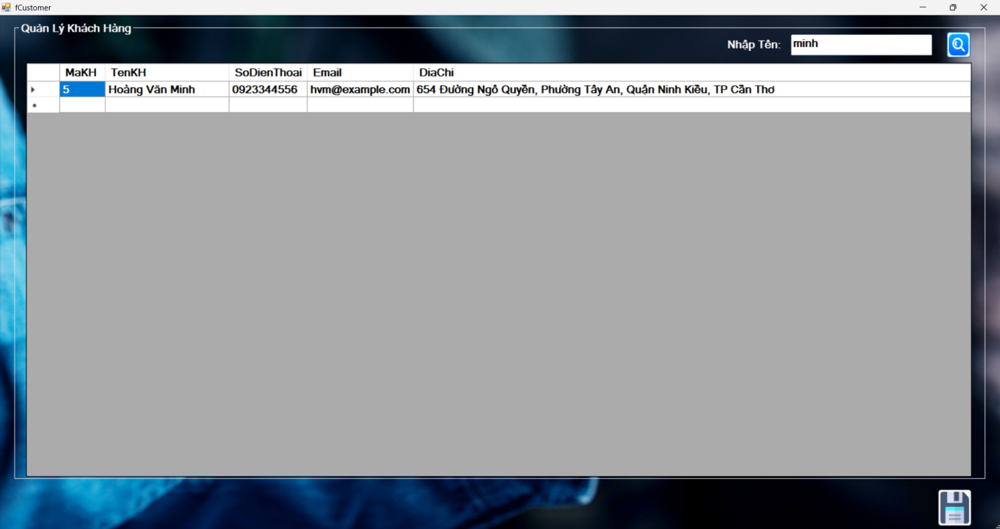 fCustomer
Quản Lý Khách Hàng
Nhập Tên: minh
MaKH TenKH SoDienThoai Email DiaChi
5 Hoàng Văn Minh 0923344556 hvm@example.com 654 Đường Ngô Quyền, Phường Tây An, Quận Ninh Kiều, TP Cần Thơ